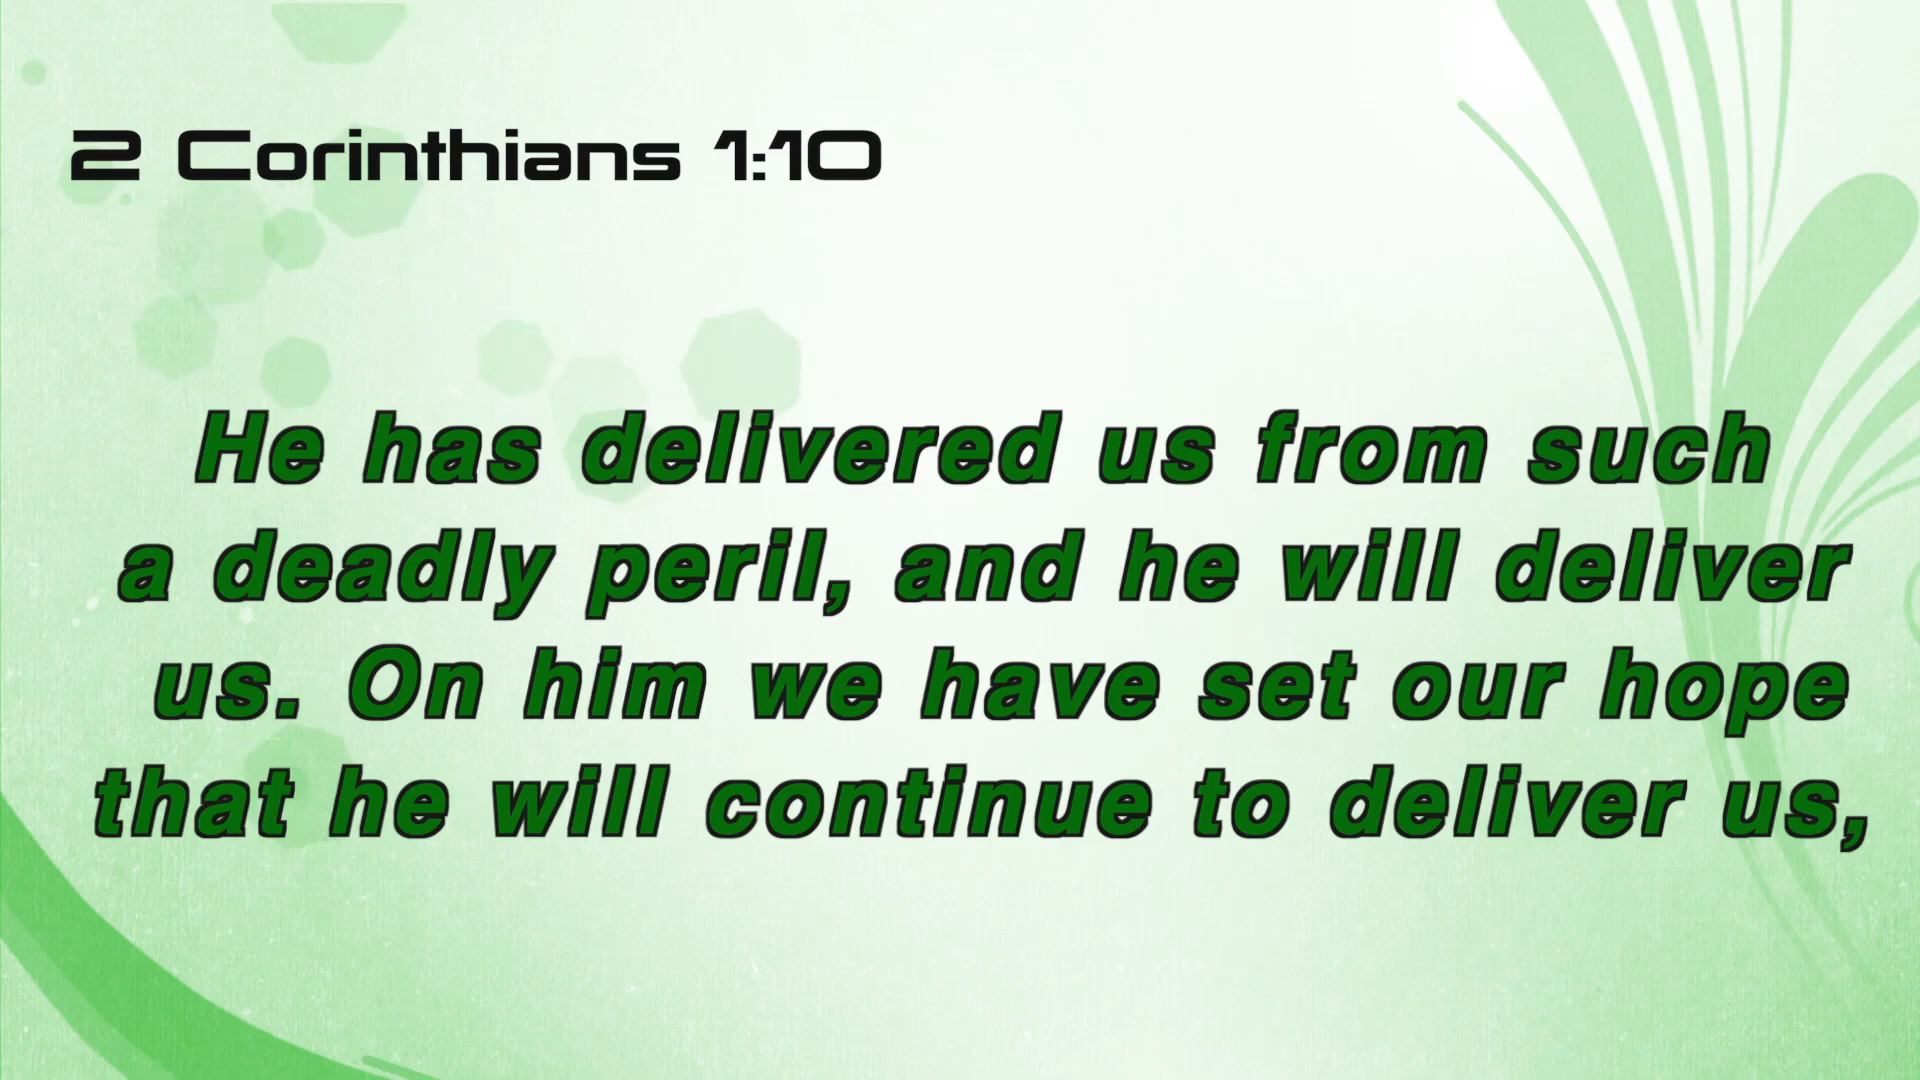 2 Corinthians 1:10
He has delivered us from such
a deadly peril, and he will deliver
us. On him we have set our hope
that he will continue to deliver us,